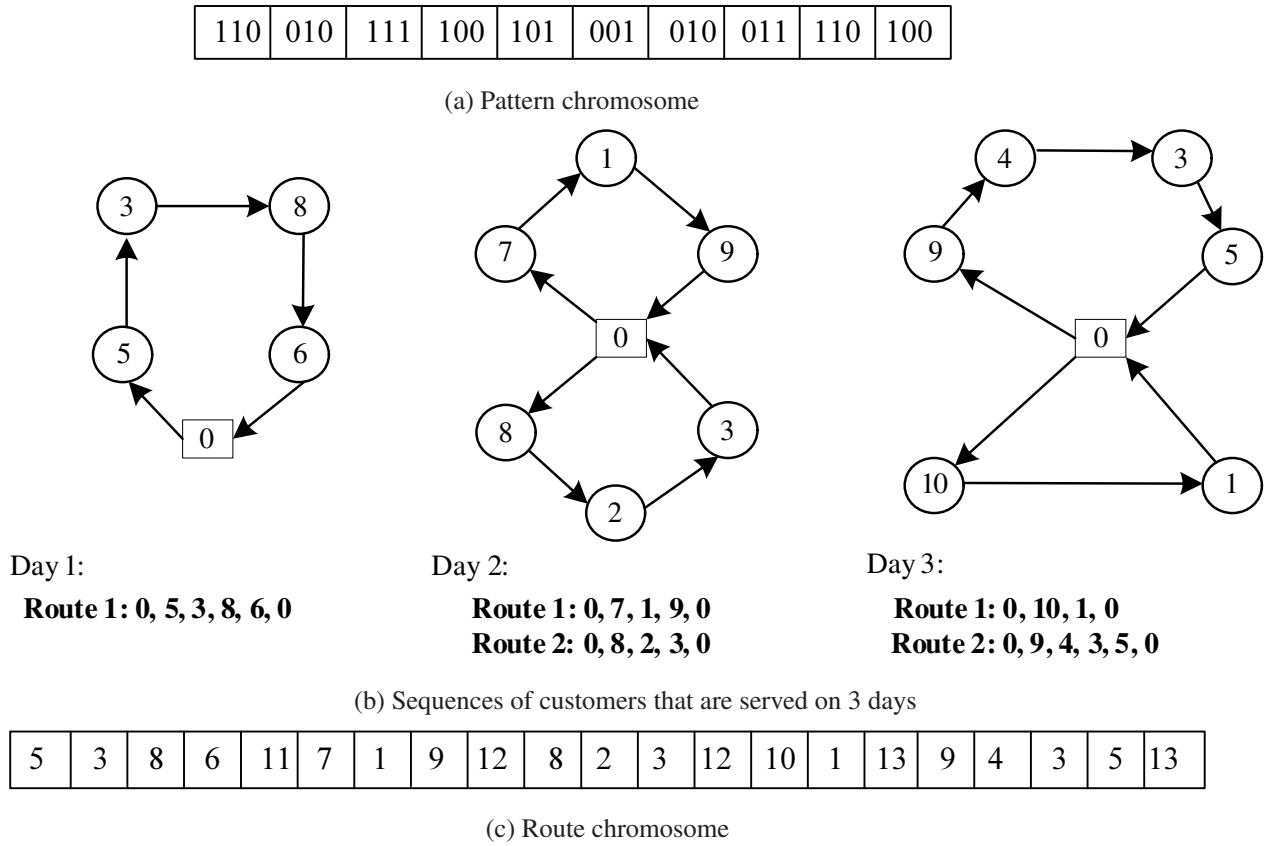 110 010 111 100 101 001 010 011 110 100
(a) Pattern chromosome
3 8
5 6
0
1
7 9
0
8 3
2
4 3
9 5
0
10 1
Day 1:
Route 1: 0, 5, 3, 8, 6, 0
Day 2:
Route 1: 0, 7, 1, 9, 0
Route 2: 0, 8, 2, 3, 0
Day 3:
Route 1: 0, 10, 1, 0
Route 2: 0, 9, 4, 3, 5, 0
(b) Sequences of customers that are served on 3 days
5 3 8 6 11 7 1 9 12 8 2 3 12 10 1 13 9 4 3 5 13
(c) Route chromosome